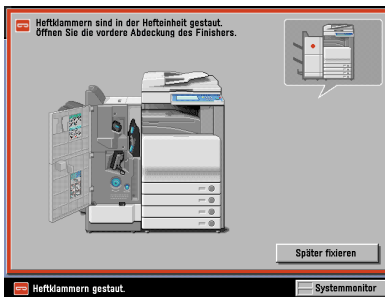 Heftklammern sind in der Hefteinheit gestaut.
Öffnen Sie die vordere Abdeckung des Finishers.
Später fixieren
Heftklammern gestaut.
Systemmonitor